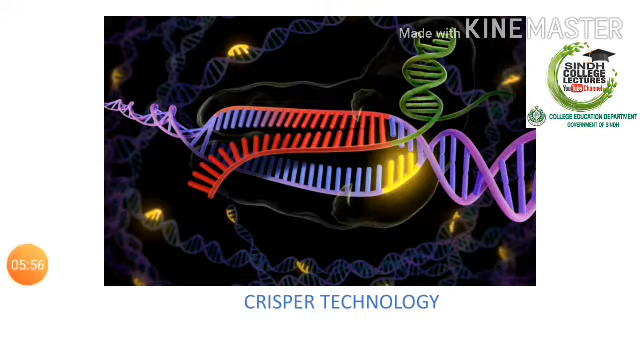 Made with KINEMASTER
SINDH
COLLEGE
LECTURES
YouTube Channel
COLLEGE EDUCATION DEPARTMENT
GOVERNMENT OF SINDH
05:56
CRISPER TECHNOLOGY